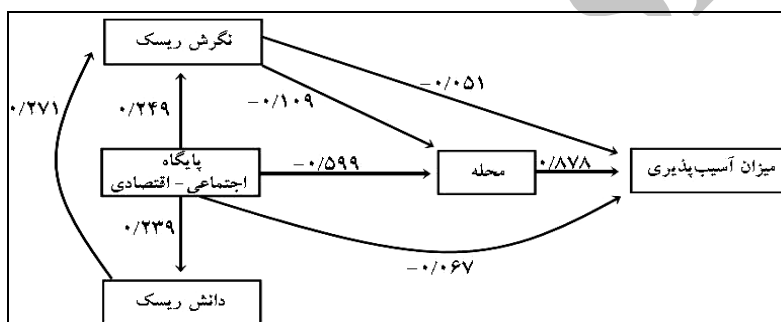 نگرش ریسک
-۰/۰۵۱
۰/۲۷۱
۰/۲۴۹
-۰/۱۰۹
پایگاه
اجتماعی-اقتصادی
-۰/۵۹۹
محله
۰/۸۷۸
میزان آسیب‌پذیری
۰/۲۳۹
-۰/۰۶۷
دانش ریسک